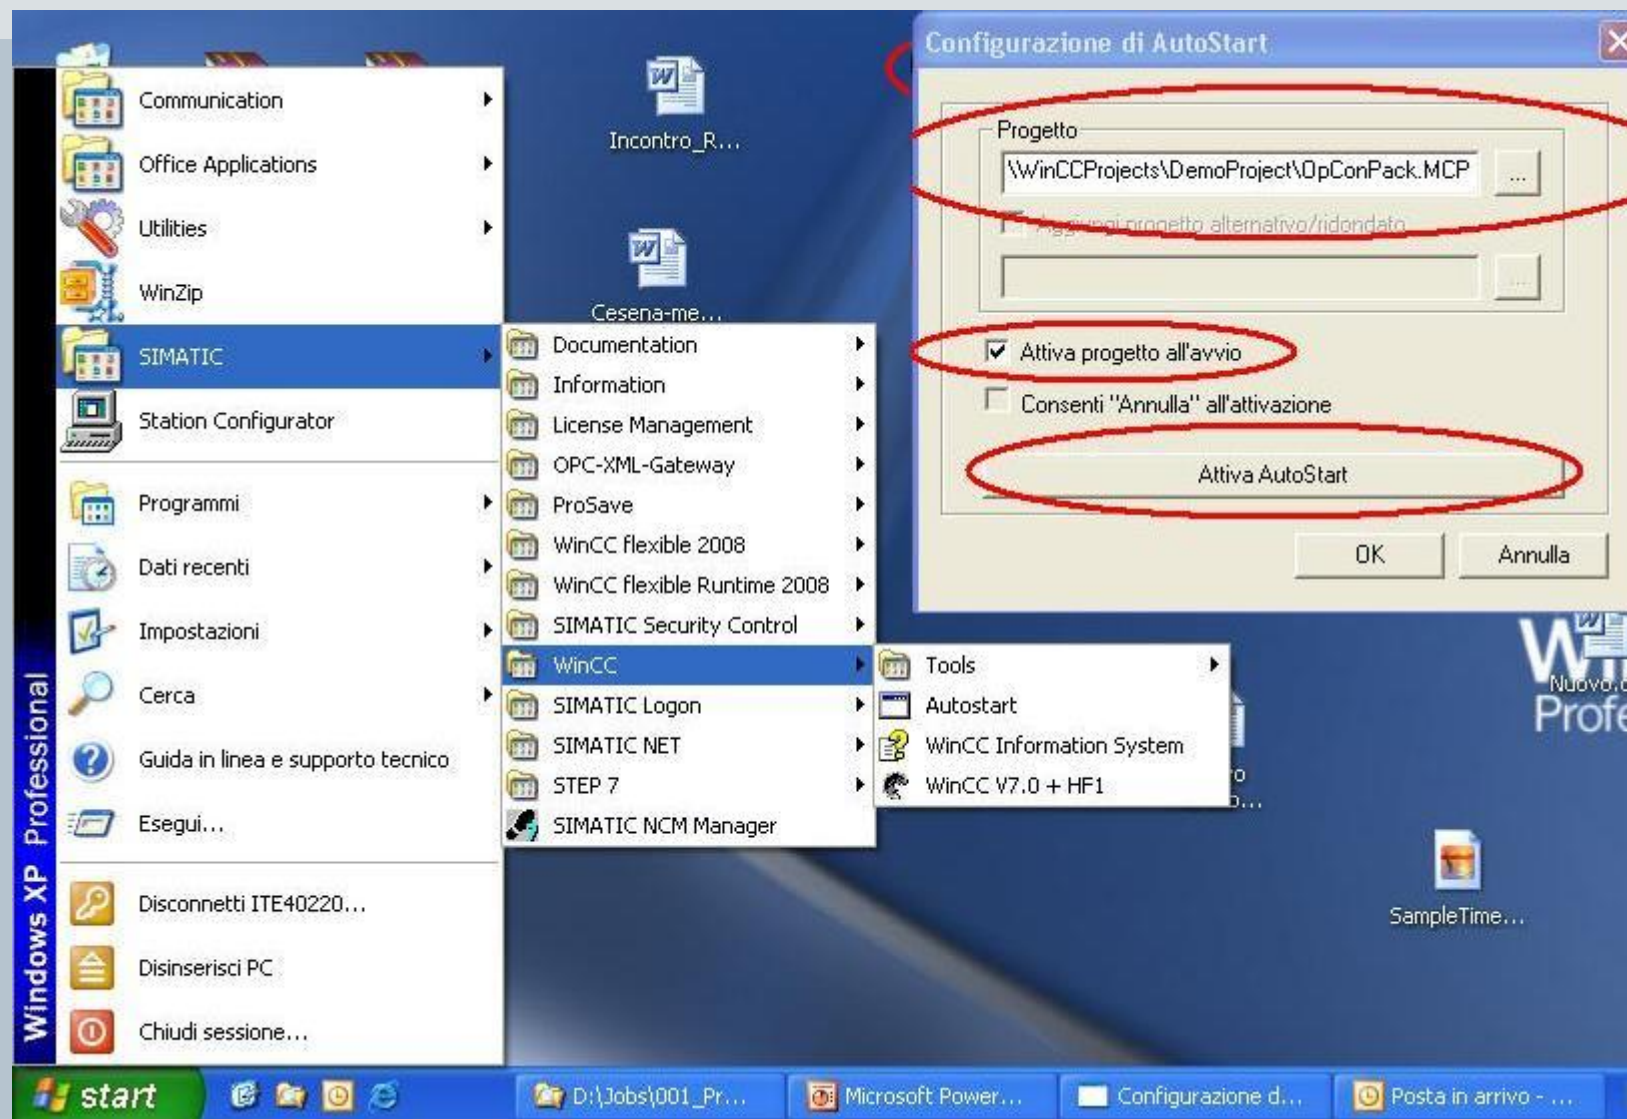 Communication
Office Applications
Utilities
WinZip
SIMATIC
Station Configurator
Programmi
Dati recenti
Impostazioni
Cerca
Guida in linea e supporto tecnico
Esegui...
Disconnetti ITE40220...
Disinserisci PC
Chiudi sessione...
Windows XP Professional
Documentation
Information
License Management
OPC-XML-Gateway
ProSave
WinCC flexible 2008
WinCC flexible Runtime 2008
SIMATIC Security Control
WinCC
SIMATIC Logon
SIMATIC NET
STEP 7
SIMATIC NCM Manager
Tools
Autostart
WinCC Information System
WinCC V7.0 + HF1
Incontro_R...
Cesena-me...
Configurazione di AutoStart
Progetto
\WinCCProjects\DemoProject\OpConPack.MCP
...
Aggiungi progetto alternativo/ridondato
...
Attiva progetto all'avvio
Consenti "Annulla" all'attivazione
Attiva AutoStart
OK
Annulla
SampleTime...
start
D:\Jobs\001_Pr...
Microsoft Power...
Configurazione d...
Posta in arrivo - ...